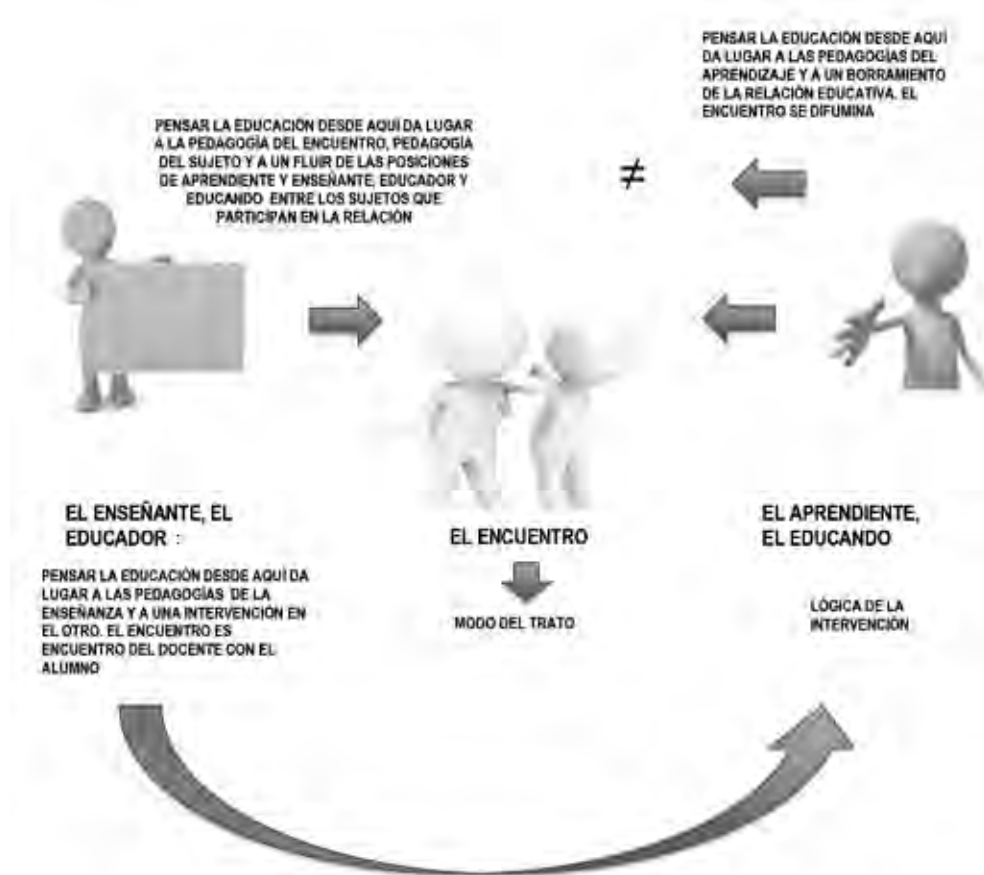 PENSAR LA EDUCACIÓN DESDE AQUÍ
DA LUGAR A LAS PEDAGOGÍAS DEL
APRENDIZAJE Y A UN BORRAMIENTO
DE LA RELACIÓN EDUCATIVA. EL
ENCUENTRO SE DIFUMINA
PENSAR LA EDUCACIÓN DESDE AQUÍ DA LUGAR
A LA PEDAGOGÍA DEL ENCUENTRO, PEDAGOGÍA
DEL SUJETO Y A UN FLUIR DE LAS POSICIONES
DE APRENDIENTE Y ENSEÑANTE, EDUCADOR Y
EDUCANDO ENTRE LOS SUJETOS QUE
PARTICIPAN EN LA RELACIÓN
≠
EL ENSEÑANTE, EL
EDUCADOR :
PENSAR LA EDUCACIÓN DESDE AQUÍ DA
LUGAR A LAS PEDAGOGÍAS DE LA
ENSEÑANZA Y A UNA INTERVENCIÓN EN
EL OTRO. EL ENCUENTRO ES
ENCUENTRO DEL DOCENTE CON EL
ALUMNO
EL ENCUENTRO
MODO DEL TRATO
EL APRENDIENTE,
EL EDUCANDO
LÓGICA DE LA
INTERVENCIÓN